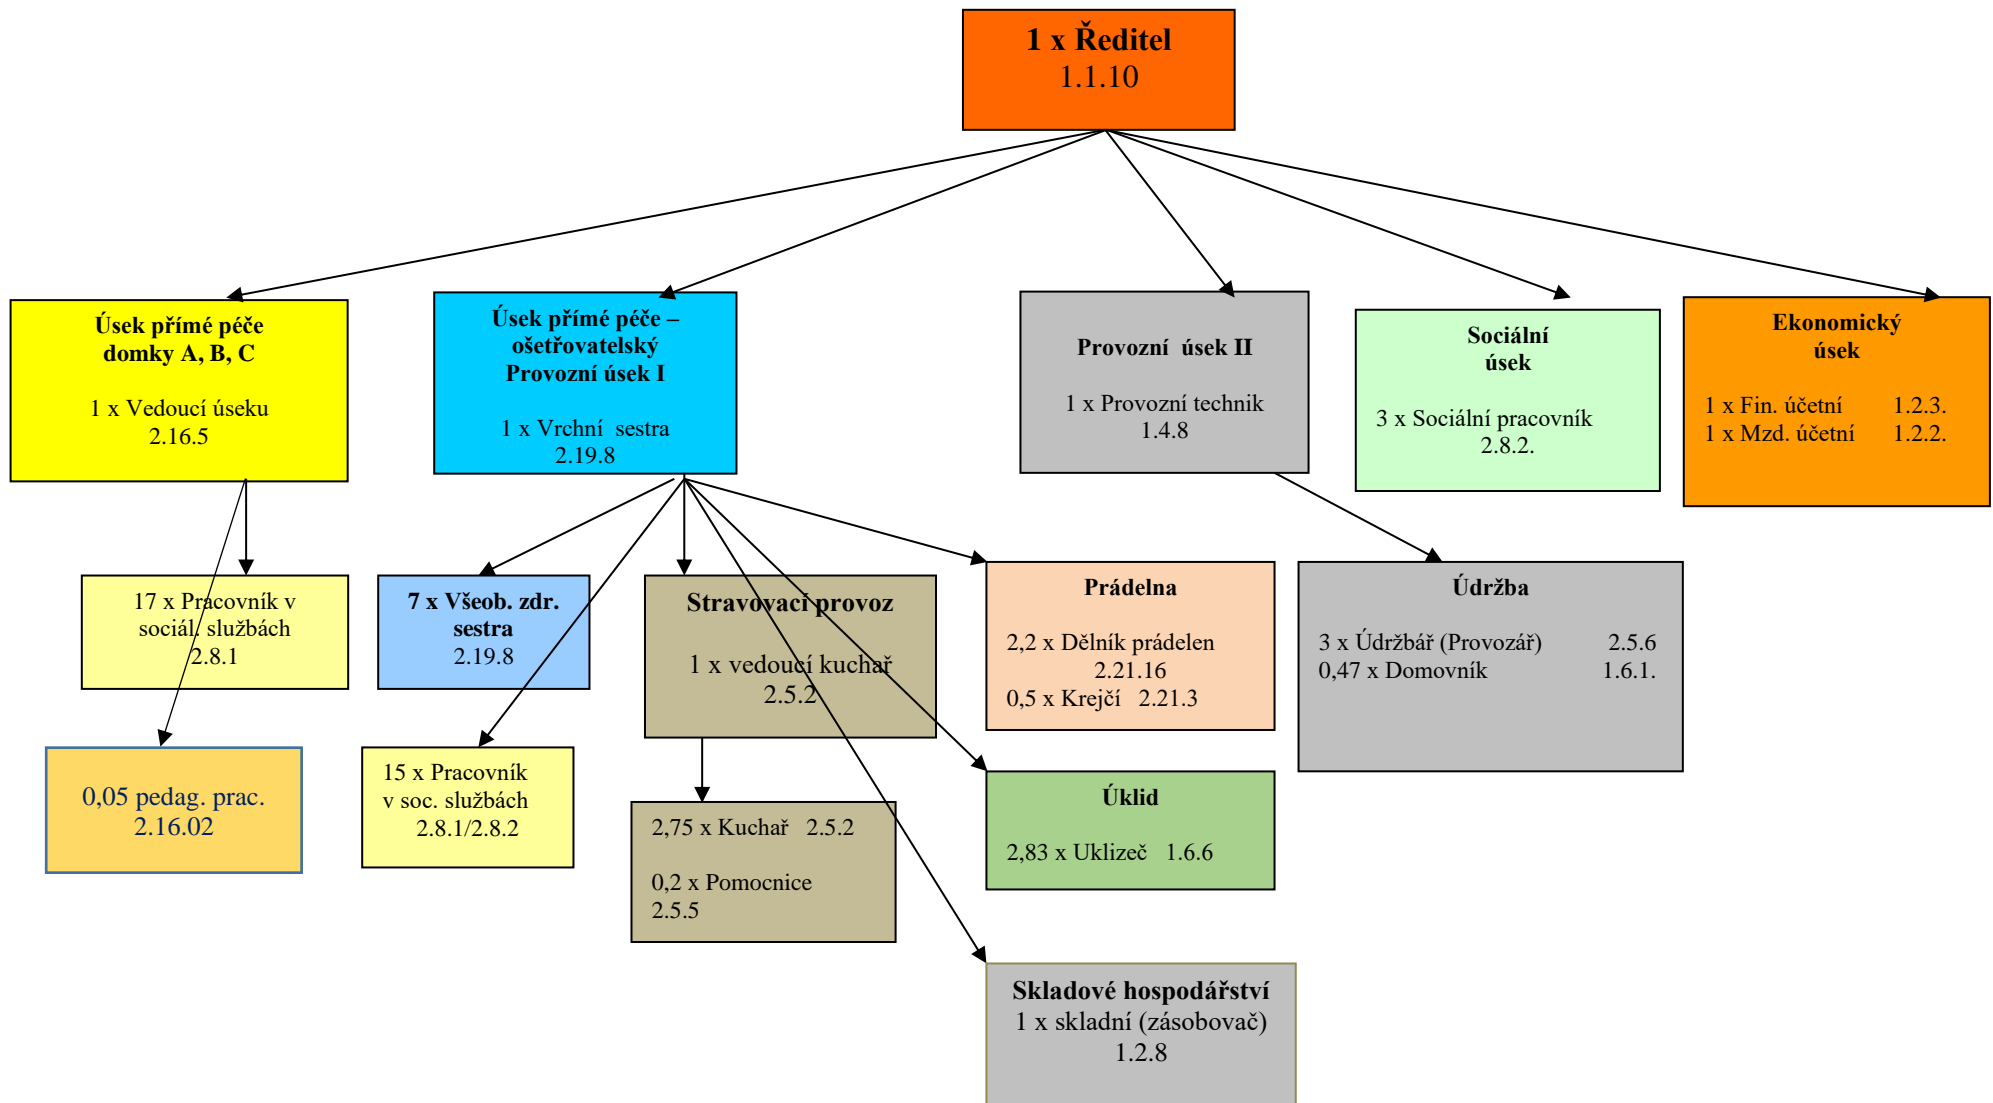 1 x Ředitel
1.1.10
Úsek přímé péče
domky A, B, C
1 x Vedoucí úseku
2.16.5
Úsek přímé péče –
ošetřovatelský
Provozní úsek I
1 x Vrchní sestra
2.19.8
Provozní úsek II
1 x Provozní technik
1.4.8
Sociální
úsek
3 x Sociální pracovník
2.8.2.
Ekonomický
úsek
1 x Fin. účetní 1.2.3.
1 x Mzd. účetní 1.2.2.
17 x Pracovník v
sociál. službách
2.8.1
7 x Všeob. zdr.
sestra
2.19.8
Stravovací provoz
1 x vedoucí kuchař
2.5.2
Prádelna
2,2 x Dělník prádelen
2.21.16
0,5 x Krejčí 2.21.3
Údržba
3 x Údržbář (Provozář) 2.5.6
0,47 x Domovník 1.6.1.
0,05 pedag. prac.
2.16.02
15 x Pracovník
v soc. službách
2.8.1/2.8.2
2,75 x Kuchař 2.5.2
0,2 x Pomocnice
2.5.5
Úklid
2,83 x Uklizeč 1.6.6
Skladové hospodářství
1 x skladní (zásobovač)
1.2.8